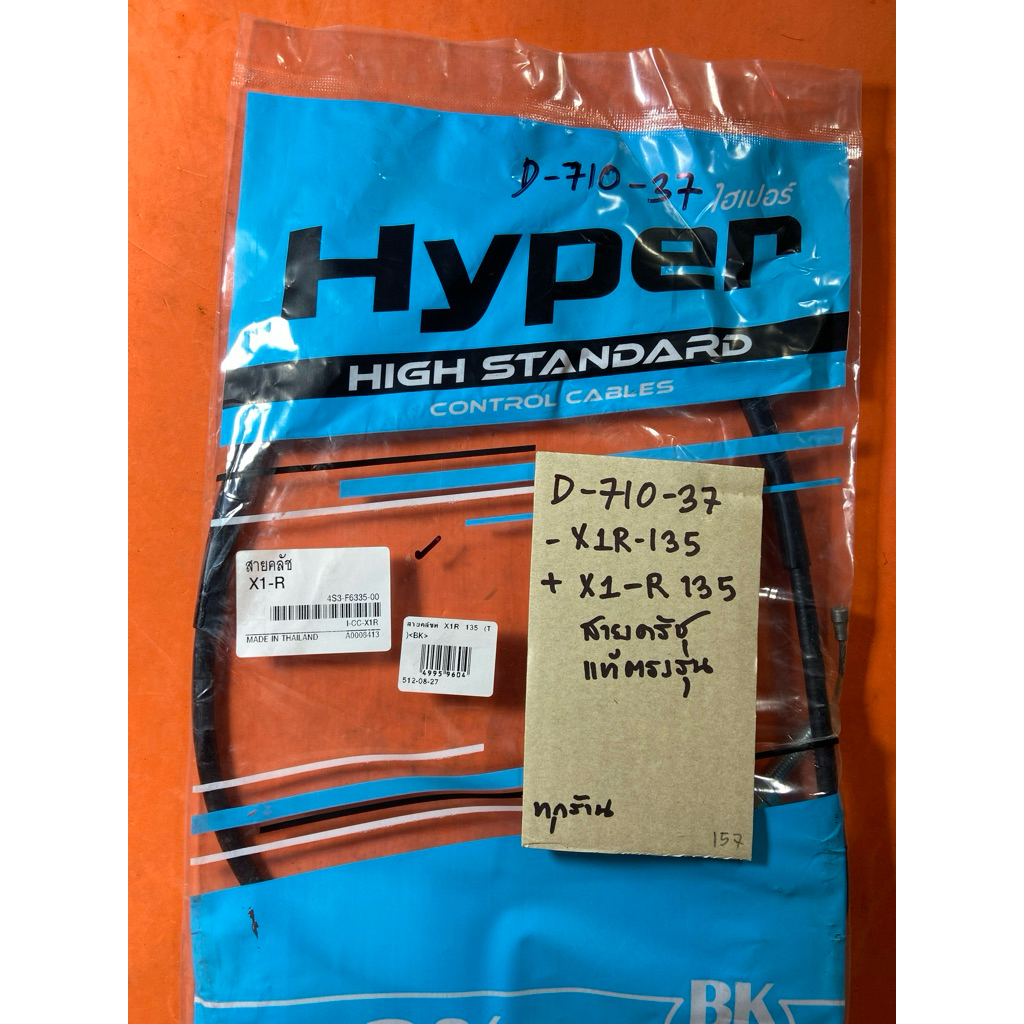 D-710-37
ไฮเปอร์
Hyper
HIGH STANDARD
CONTROL CABLES
D-710-37
- X1R-135
+ X1-R 135
สายครัช
แท้ตรงรุ่น
ทุกร้าน
157
สายคลัช
X1-R
4S3-F6335-00
I-CC-X1R
MADE IN THAILAND A0008413
สายคลัชท X1R 135 (T
)<BK>
4995 9604
512-08-27
BK